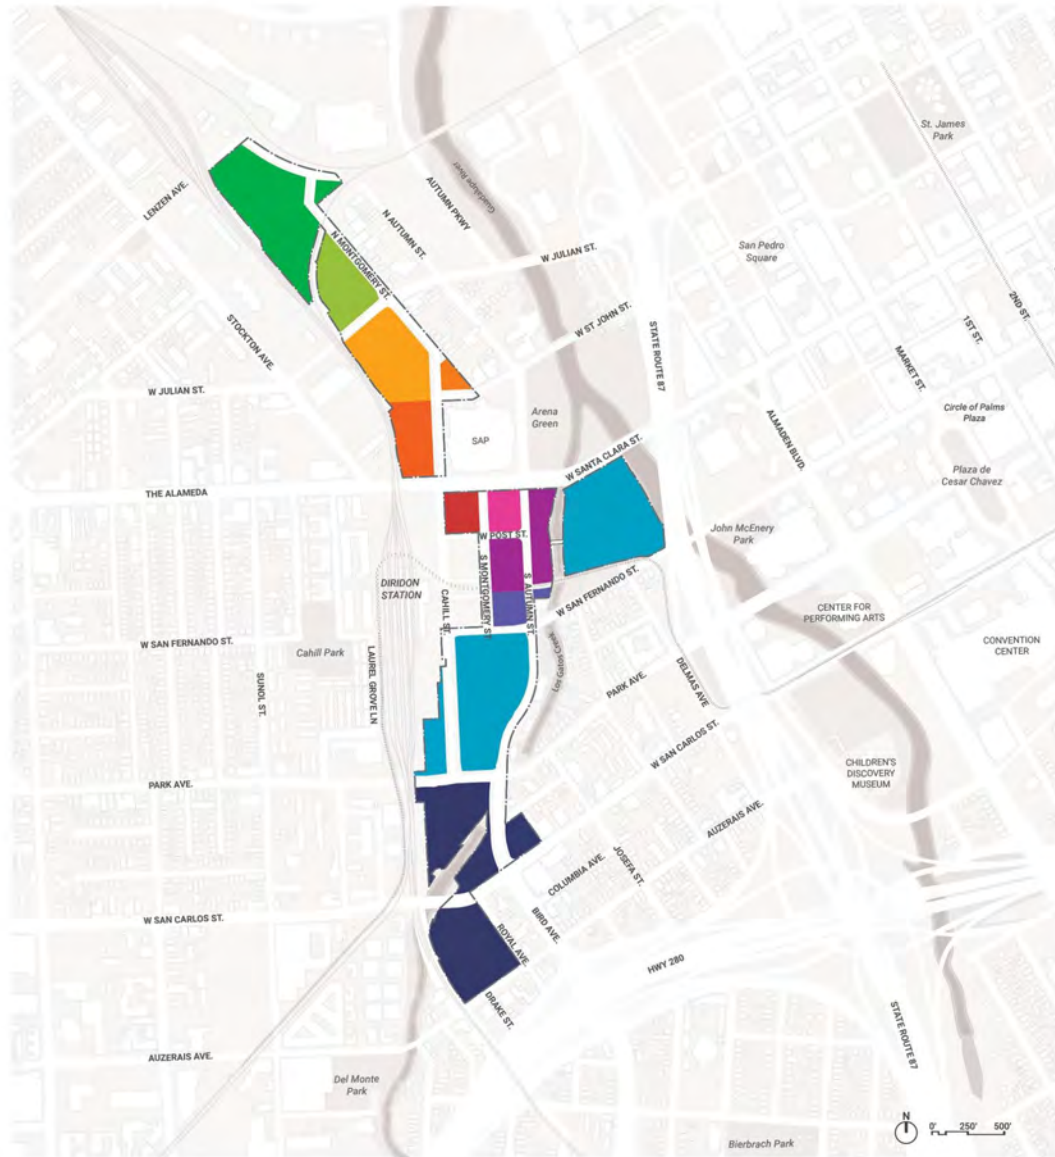 St. James
Park
LENZEN AVE.
AUTUMN PKWY
Guadalupe River
N AUTUMN ST.
N MONTGOMERY ST.
W JULIAN ST.
San Pedro
Square
2ND ST.
1ST ST.
STOCKTON AVE.
W ST JOHN ST.
STATE ROUTE 87
MARKET ST.
W JULIAN ST.
Arena
Green
Circle of Palms
Plaza
SAP
ALMADEN BLVD.
W SANTA CLARA ST.
Plaza de
Cesar Chavez
THE ALAMEDA
John McEnery
Park
W POST ST.
DIRIDON
STATION
CAHILL ST.
S MONTGOMERY ST.
S AUTUMN ST.
W SAN FERNANDO ST.
CENTER FOR
PERFORMING ARTS
W SAN FERNANDO ST.
Cahill Park
LAUREL GROVE LN
SUNOL ST.
Los Gatos Creek
PARK AVE.
DELMAS AVE
CONVENTION
CENTER
W SAN CARLOS ST.
PARK AVE.
CHILDREN'S
DISCOVERY
MUSEUM
AUZERAIS AVE.
JOSEFA ST.
COLUMBIA AVE.
W SAN CARLOS ST.
BIRD AVE.
ROYAL AVE.
HWY 280
DRAKE ST.
STATE ROUTE 87
AUZERAIS AVE.
Del Monte
Park
Bierbrach Park
N
0' 250' 500'